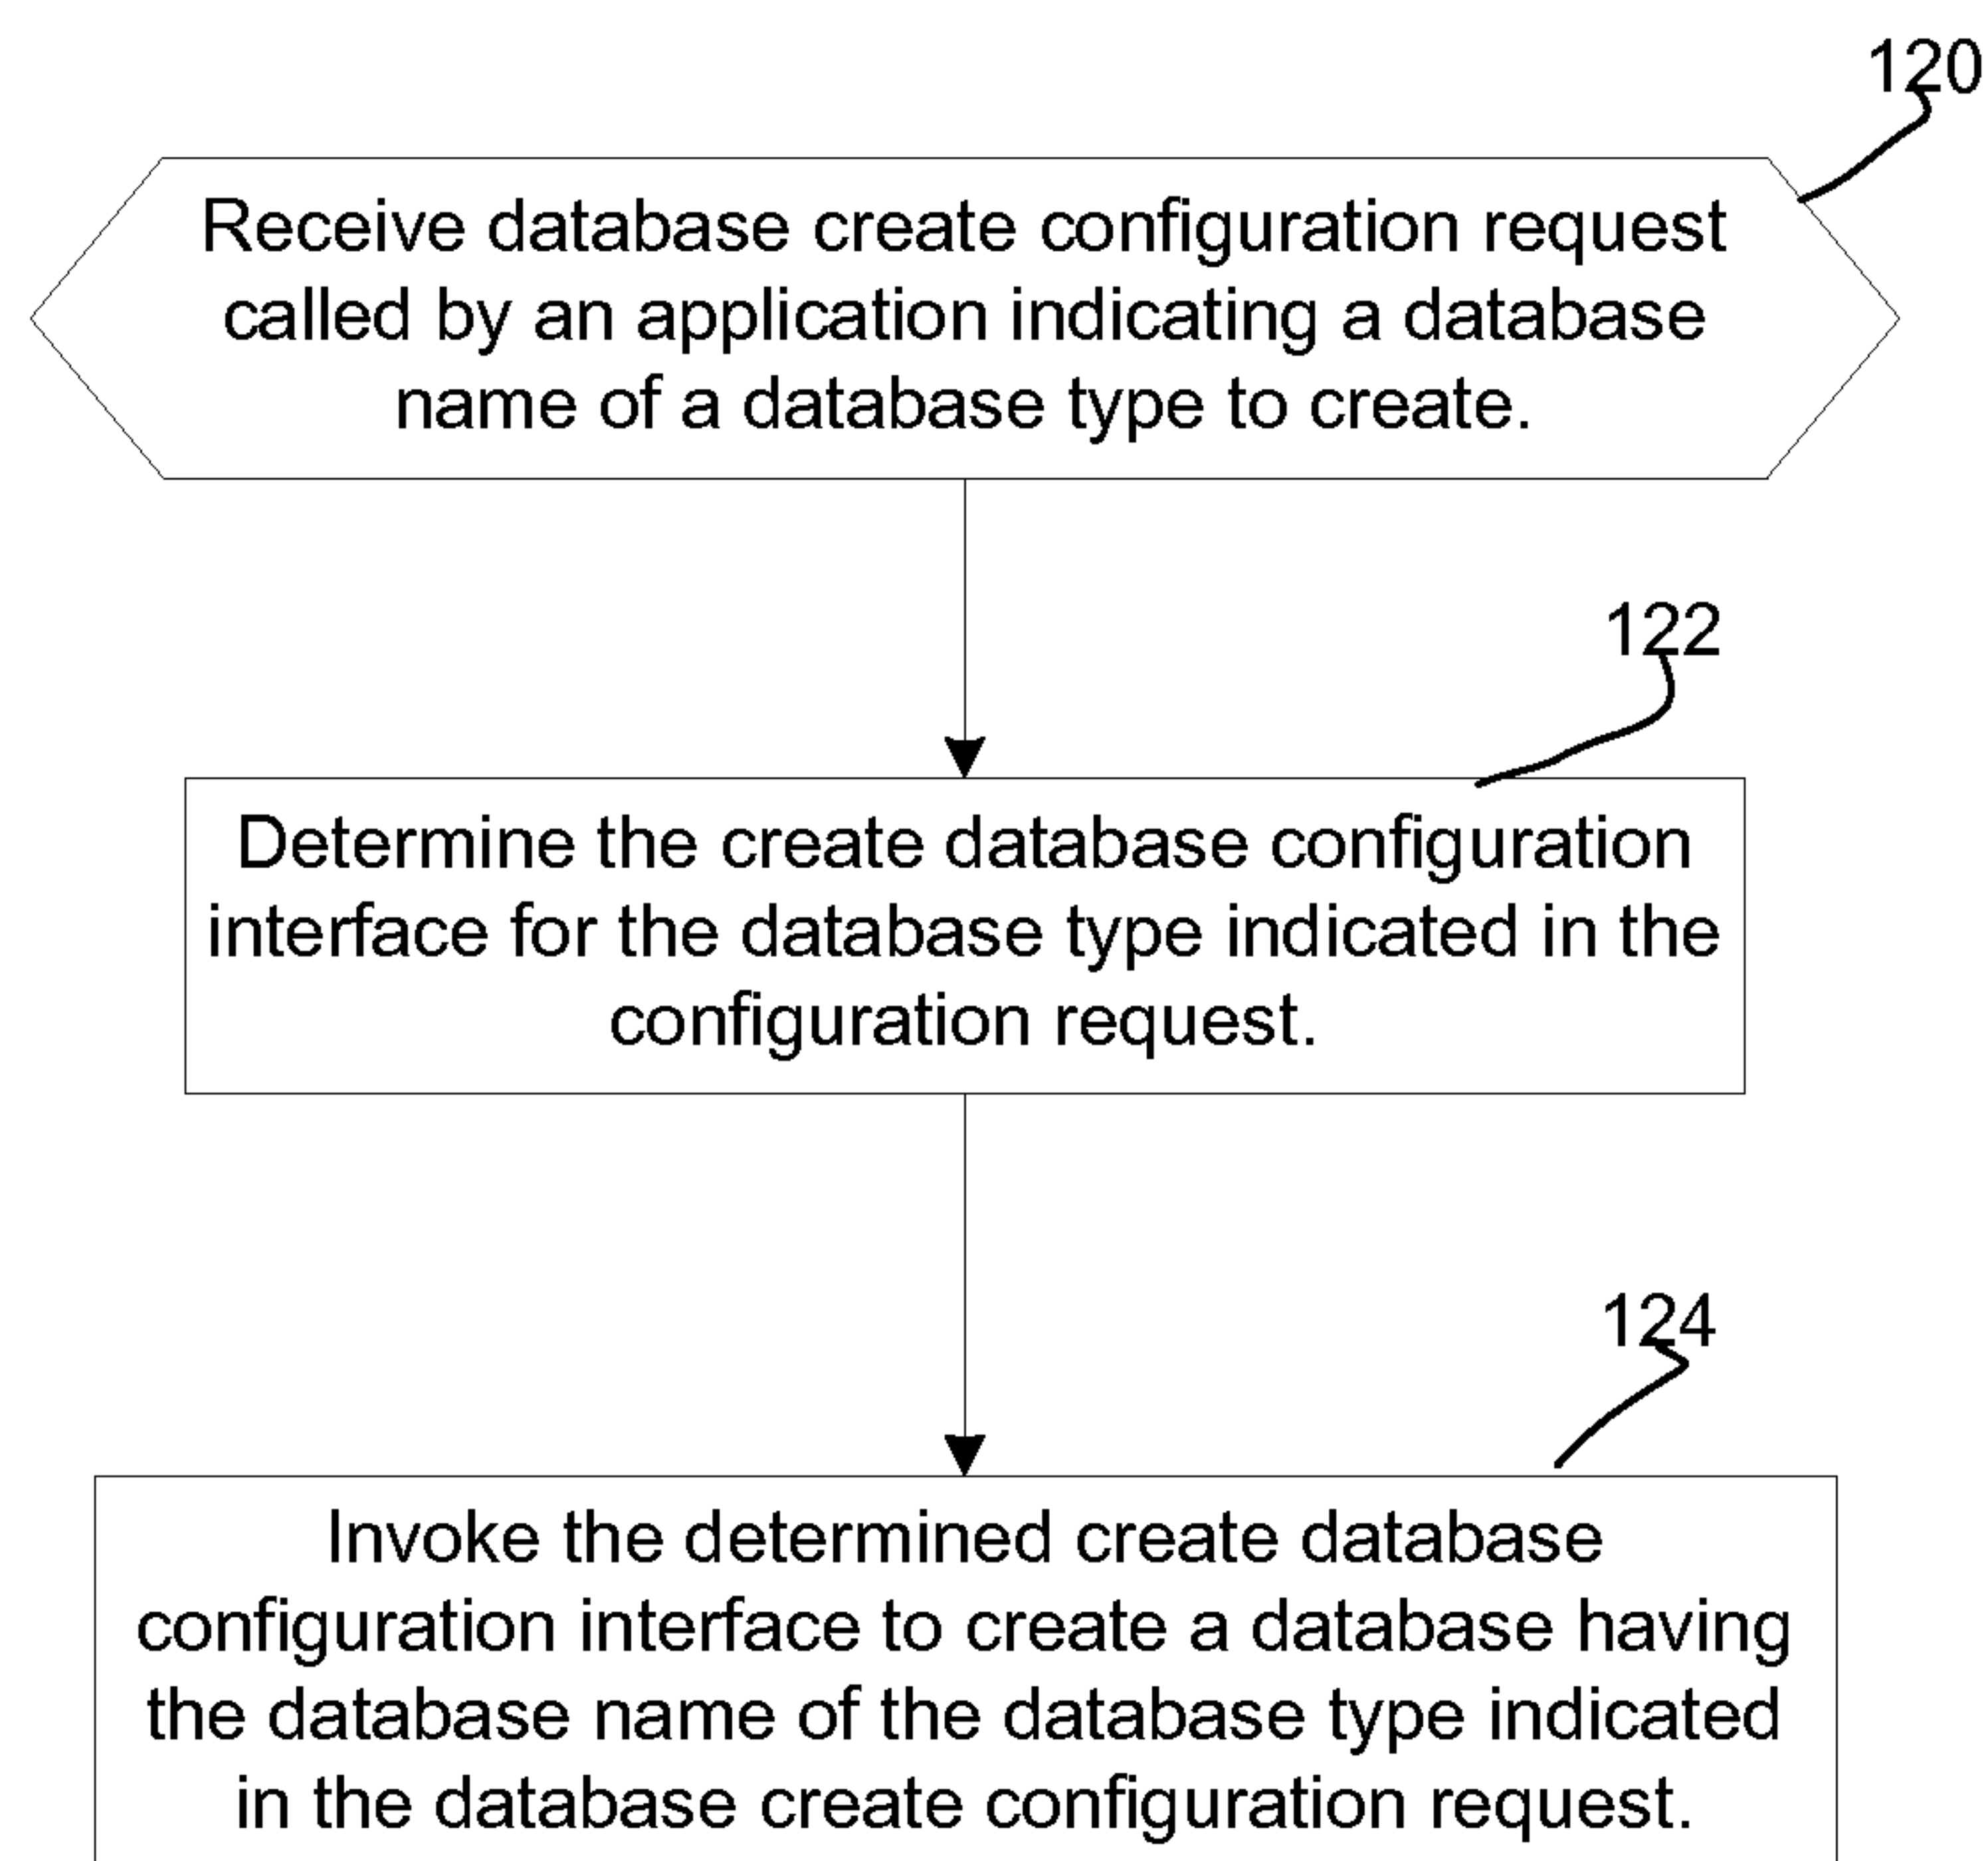 120
Receive database create configuration request
called by an application indicating a database
name of a database type to create.
122
Determine the create database configuration
interface for the database type indicated in the
configuration request.
124
Invoke the determined create database
configuration interface to create a database having
the database name of the database type indicated
in the database create configuration request.